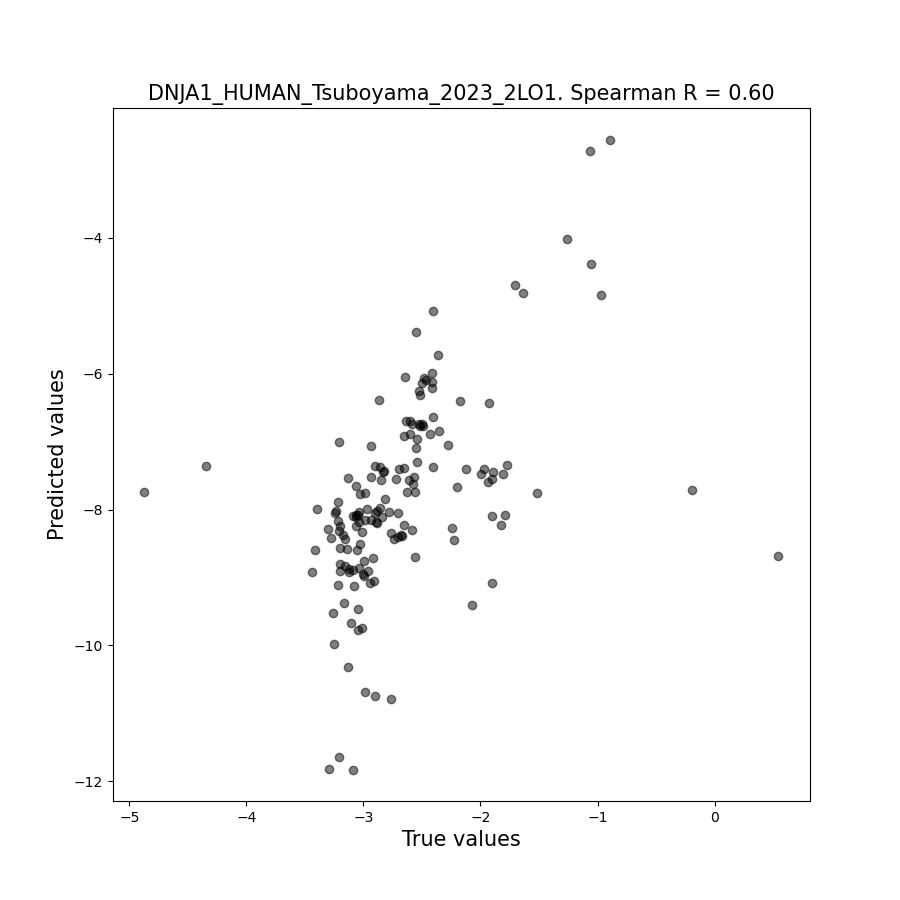 DNJA1_HUMAN_Tsuboyama_2023_2LO1. Spearman R = 0.60
Predicted values
−4
−6
−8
−10
−12
−5 −4 −3 −2 −1 0
True values